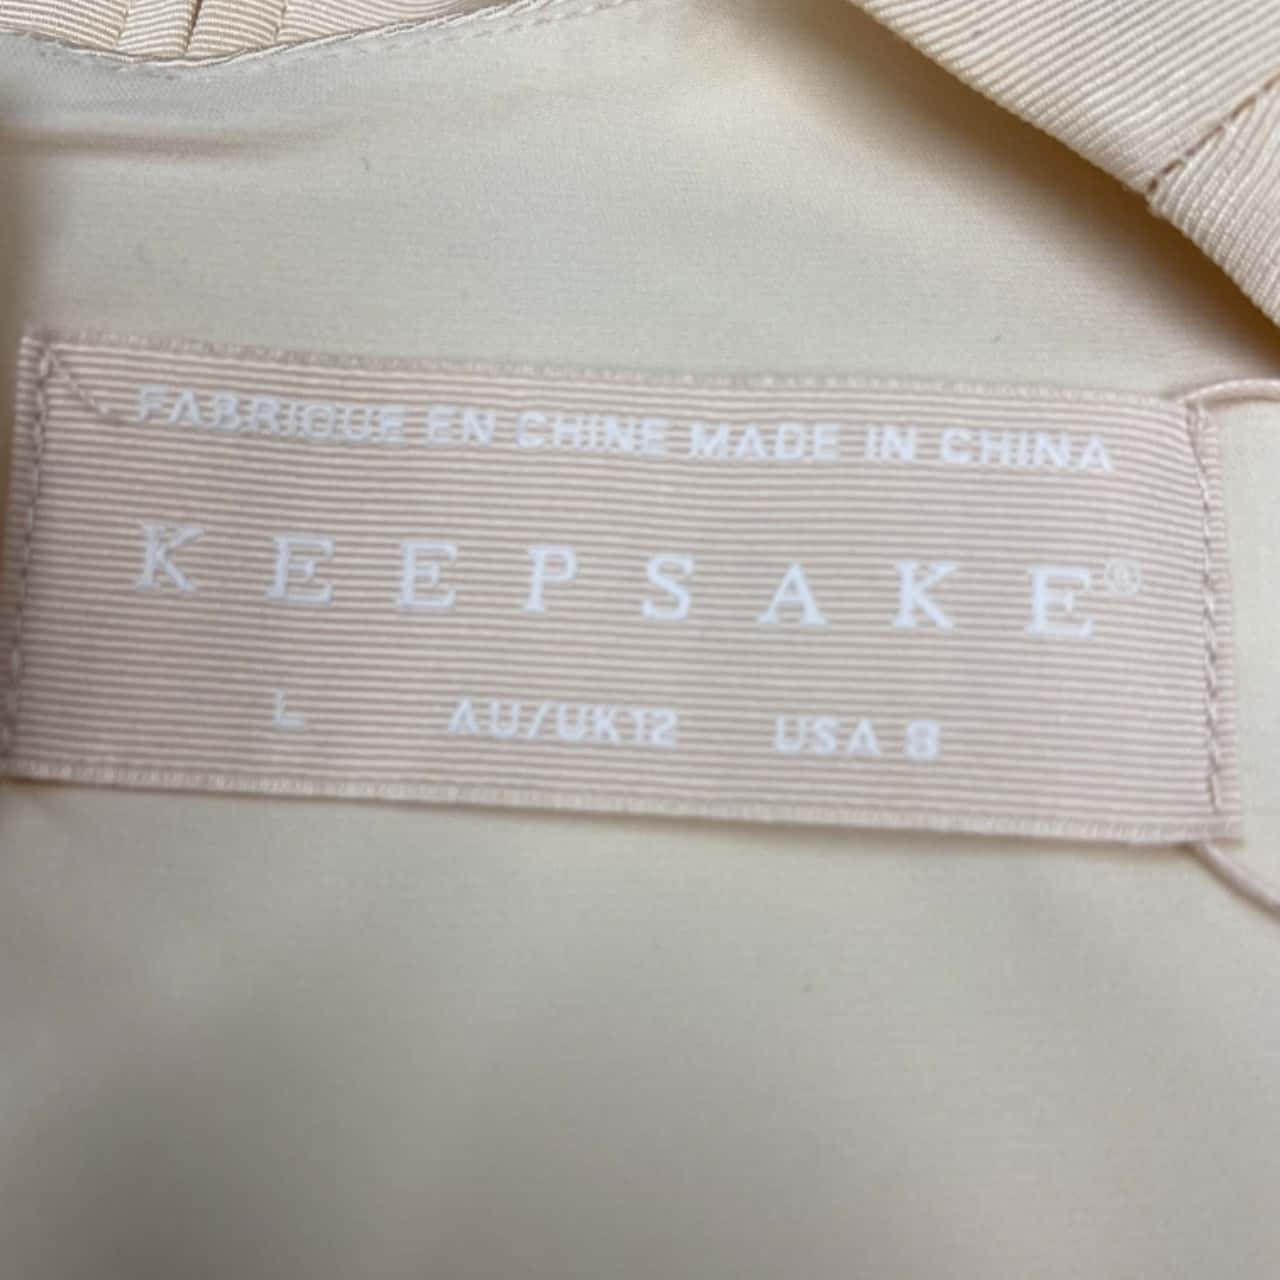 FABRIQUE EN CHINE MADE IN CHINA
KEEPSAKE®
L AU/UK12 USA 8